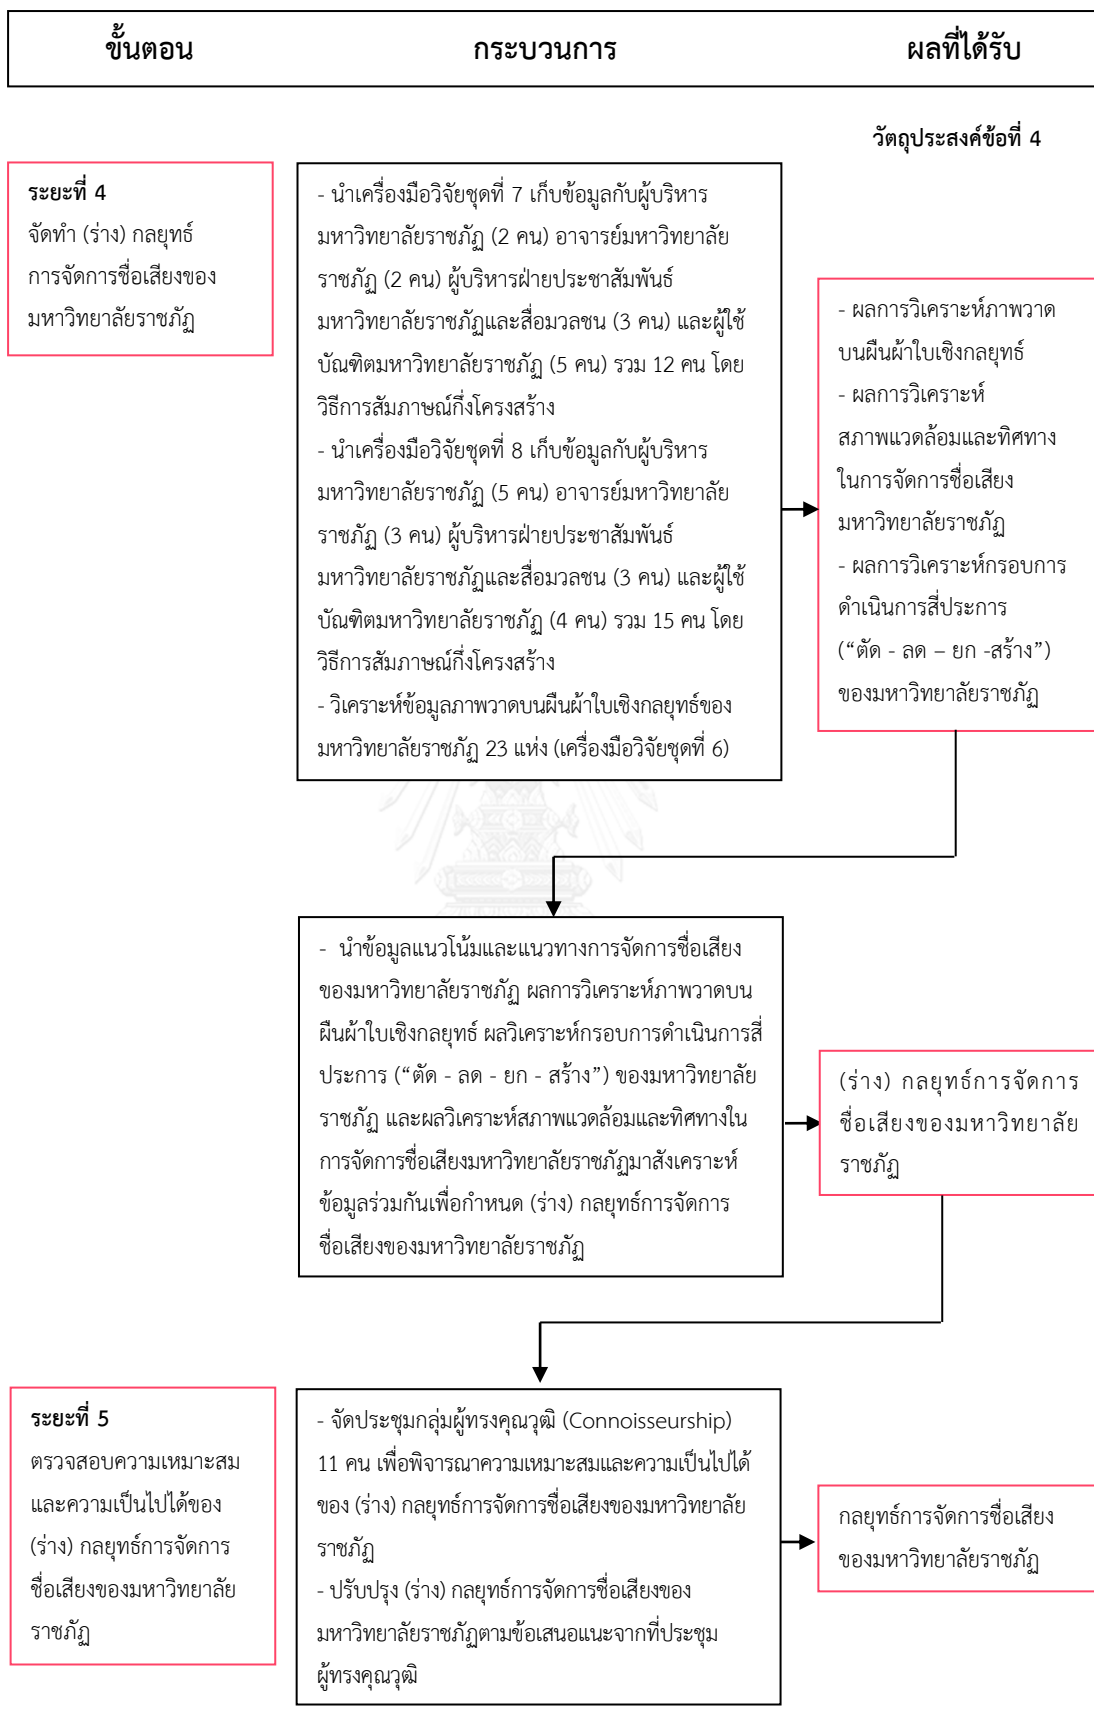 ขั้นตอน กระบวนการ ผลที่ได้รับ
วัตถุประสงค์ข้อที่ 4
ระยะที่ 4
จัดทำ (ร่าง) กลยุทธ์
การจัดการชื่อเสียงของ
มหาวิทยาลัยราชภัฏ
- นำเครื่องมือวิจัยชุดที่ 7 เก็บข้อมูลกับผู้บริหาร
มหาวิทยาลัยราชภัฏ (2 คน) อาจารย์มหาวิทยาลัย
ราชภัฏ (2 คน) ผู้บริหารฝ่ายประชาสัมพันธ์
มหาวิทยาลัยราชภัฏและสื่อมวลชน (3 คน) และผู้ใช้
บัณฑิตมหาวิทยาลัยราชภัฏ (5 คน) รวม 12 คน โดย
วิธีการสัมภาษณ์กึ่งโครงสร้าง
- นำเครื่องมือวิจัยชุดที่ 8 เก็บข้อมูลกับผู้บริหาร
มหาวิทยาลัยราชภัฏ (5 คน) อาจารย์มหาวิทยาลัย
ราชภัฏ (3 คน) ผู้บริหารฝ่ายประชาสัมพันธ์
มหาวิทยาลัยราชภัฏและสื่อมวลชน (3 คน) และผู้ใช้
บัณฑิตมหาวิทยาลัยราชภัฏ (4 คน) รวม 15 คน โดย
วิธีการสัมภาษณ์กึ่งโครงสร้าง
- วิเคราะห์ข้อมูลภาพวาดบนผืนผ้าใบเชิงกลยุทธ์ของ
มหาวิทยาลัยราชภัฏ 23 แห่ง (เครื่องมือวิจัยชุดที่ 6)
- ผลการวิเคราะห์ภาพวาด
บนผืนผ้าใบเชิงกลยุทธ์
- ผลการวิเคราะห์
สภาพแวดล้อมและทิศทาง
ในการจัดการชื่อเสียง
มหาวิทยาลัยราชภัฏ
- ผลการวิเคราะห์กรอบการ
ดำเนินการสี่ประการ
(“ตัด - ลด – ยก -สร้าง”)
ของมหาวิทยาลัยราชภัฏ
- นำข้อมูลแนวโน้มและแนวทางการจัดการชื่อเสียง
ของมหาวิทยาลัยราชภัฏ ผลการวิเคราะห์ภาพวาดบน
ผืนผ้าใบเชิงกลยุทธ์ ผลวิเคราะห์กรอบการดำเนินการสี่
ประการ (“ตัด - ลด - ยก - สร้าง”) ของมหาวิทยาลัย
ราชภัฏ และผลวิเคราะห์สภาพแวดล้อมและทิศทางใน
การจัดการชื่อเสียงมหาวิทยาลัยราชภัฏมาสังเคราะห์
ข้อมูลร่วมกันเพื่อกำหนด (ร่าง) กลยุทธ์การจัดการ
ชื่อเสียงของมหาวิทยาลัยราชภัฏ
(ร่าง) กลยุทธ์การจัดการ
ชื่อเสียงของมหาวิทยาลัย
ราชภัฏ
ระยะที่ 5
ตรวจสอบความเหมาะสม
และความเป็นไปได้ของ
(ร่าง) กลยุทธ์การจัดการ
ชื่อเสียงของมหาวิทยาลัย
ราชภัฏ
- จัดประชุมกลุ่มผู้ทรงคุณวุฒิ (Connoisseurship)
11 คน เพื่อพิจารณาความเหมาะสมและความเป็นไปได้
ของ (ร่าง) กลยุทธ์การจัดการชื่อเสียงของมหาวิทยาลัย
ราชภัฏ
- ปรับปรุง (ร่าง) กลยุทธ์การจัดการชื่อเสียงของ
มหาวิทยาลัยราชภัฏตามข้อเสนอแนะจากที่ประชุม
ผู้ทรงคุณวุฒิ
กลยุทธ์การจัดการชื่อเสียง
ของมหาวิทยาลัยราชภัฏ